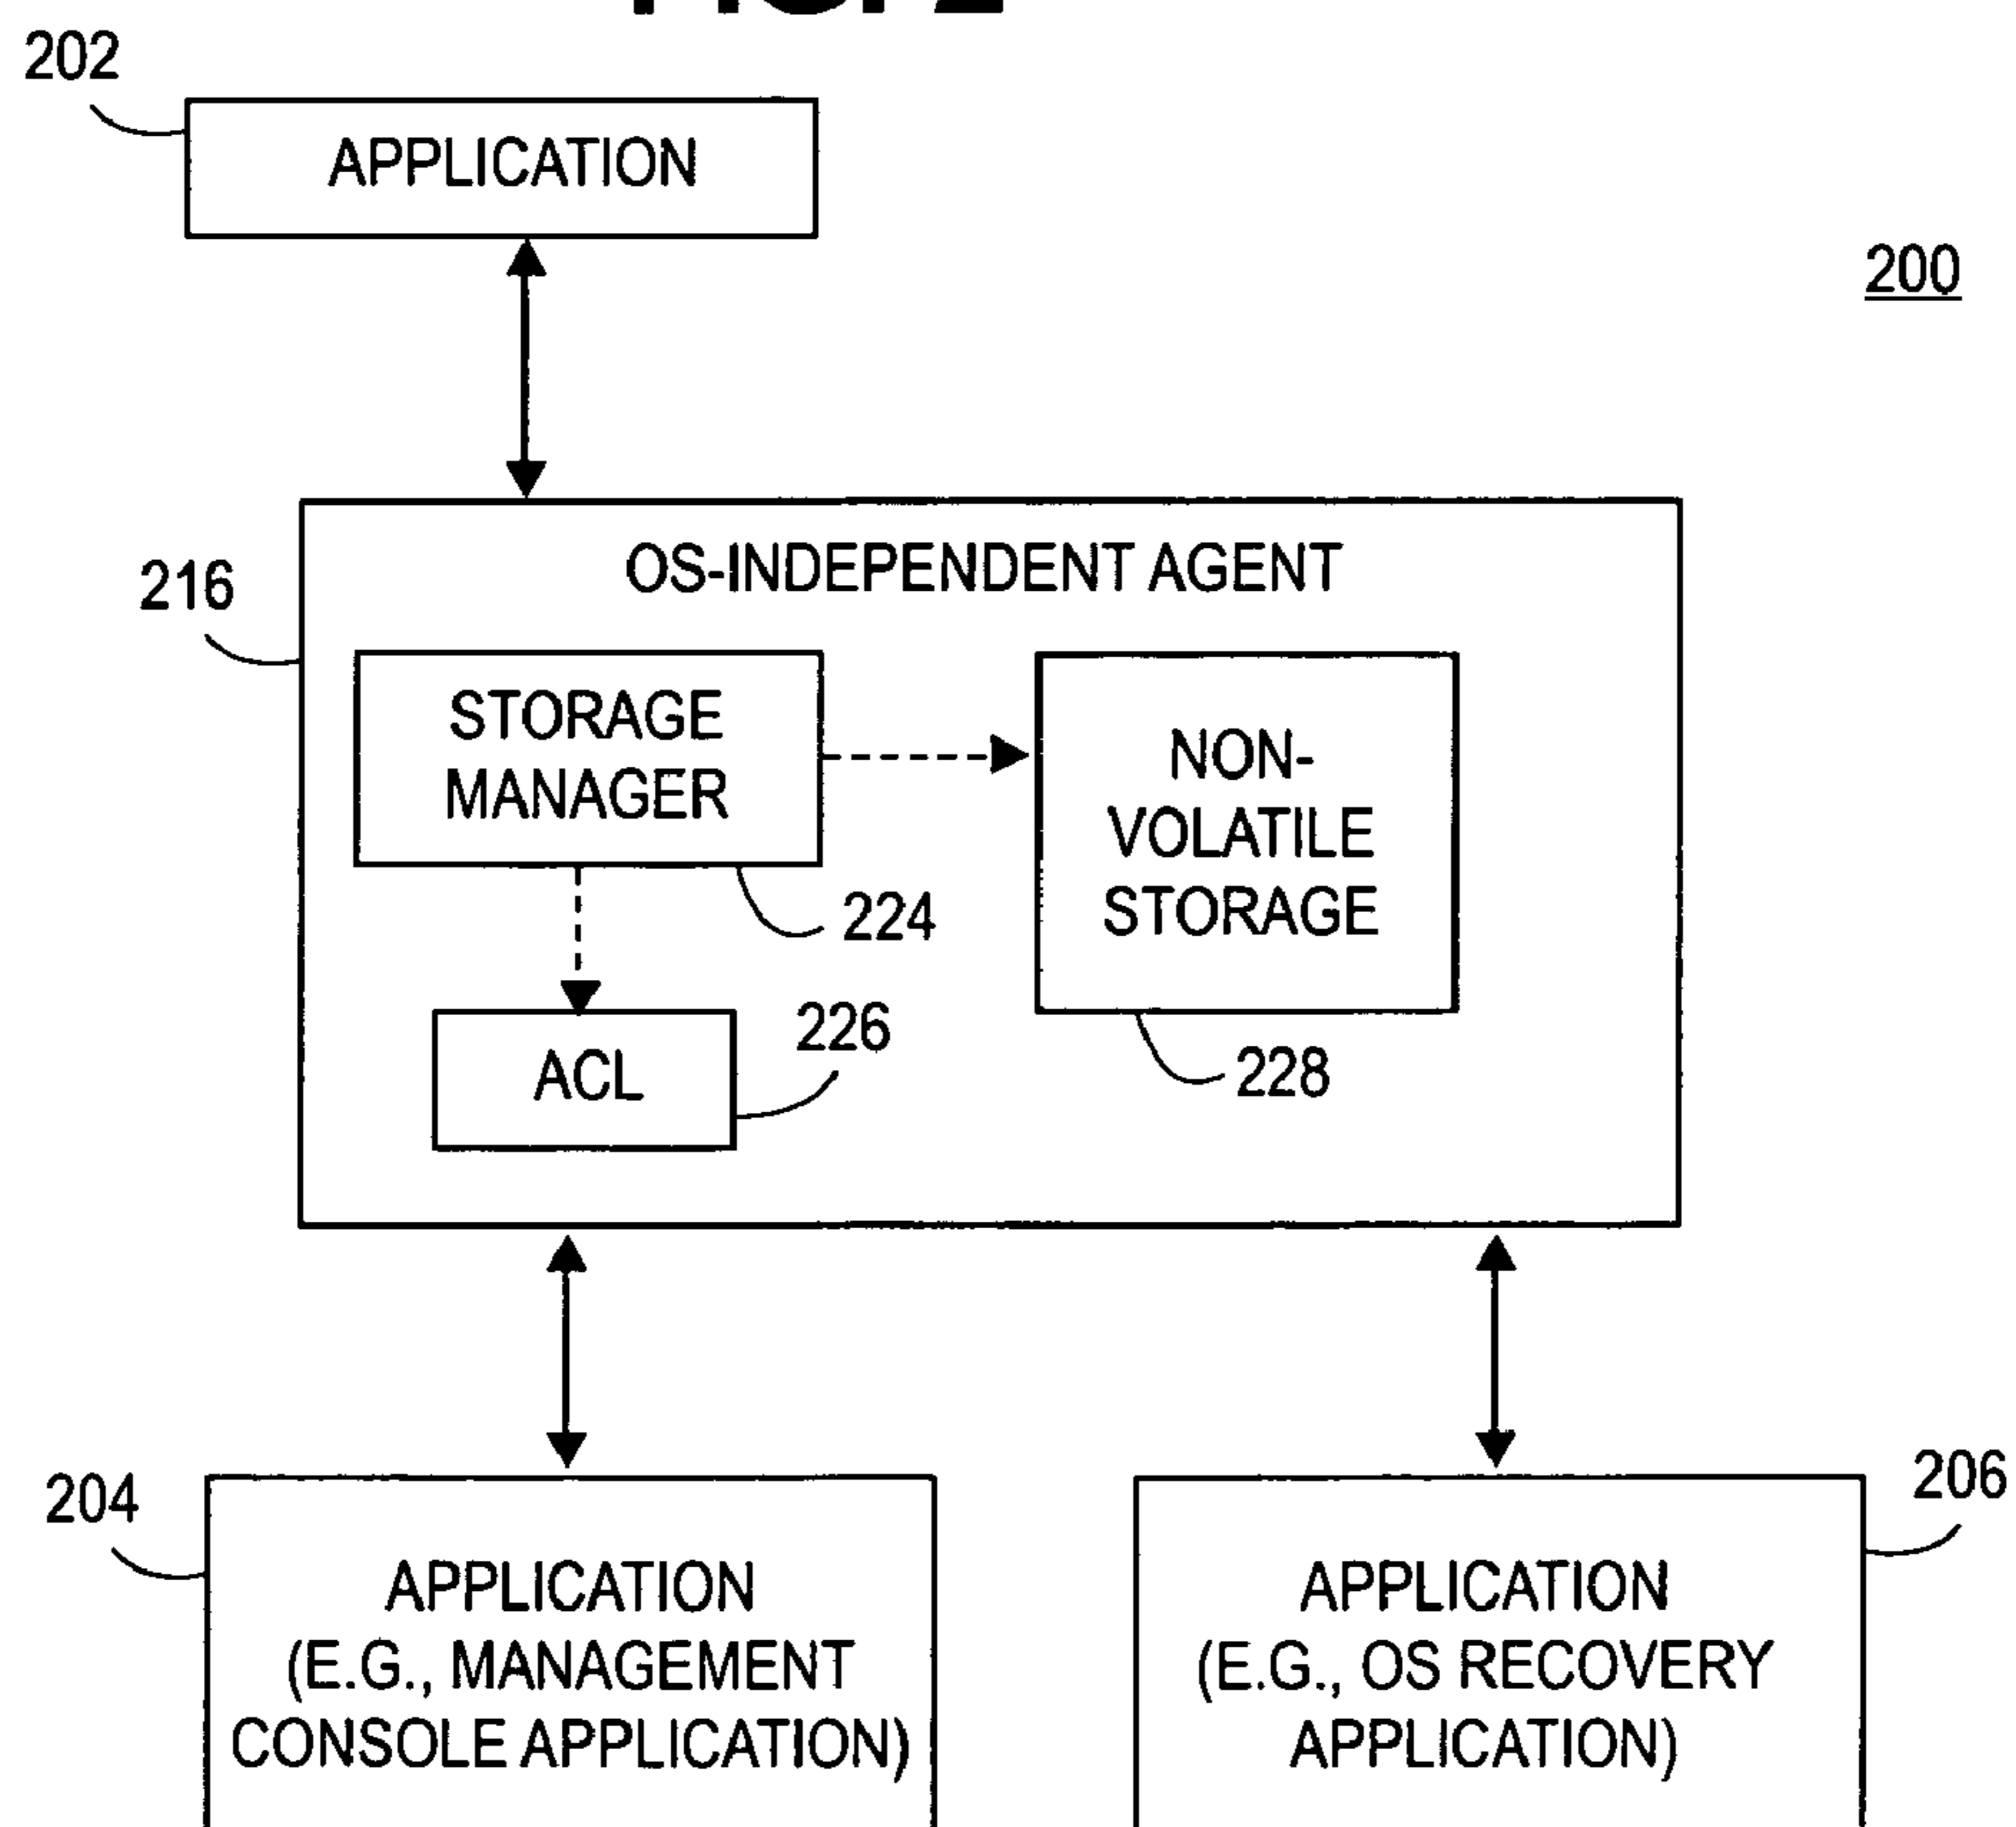 202
APPLICATION
200
216
OS-INDEPENDENT AGENT
STORAGE
MANAGER
NON-
VOLATILE
STORAGE
224
226
ACL
228
204
206
APPLICATION
(E.G., MANAGEMENT
CONSOLE APPLICATION)
APPLICATION
(E.G., OS RECOVERY
APPLICATION)